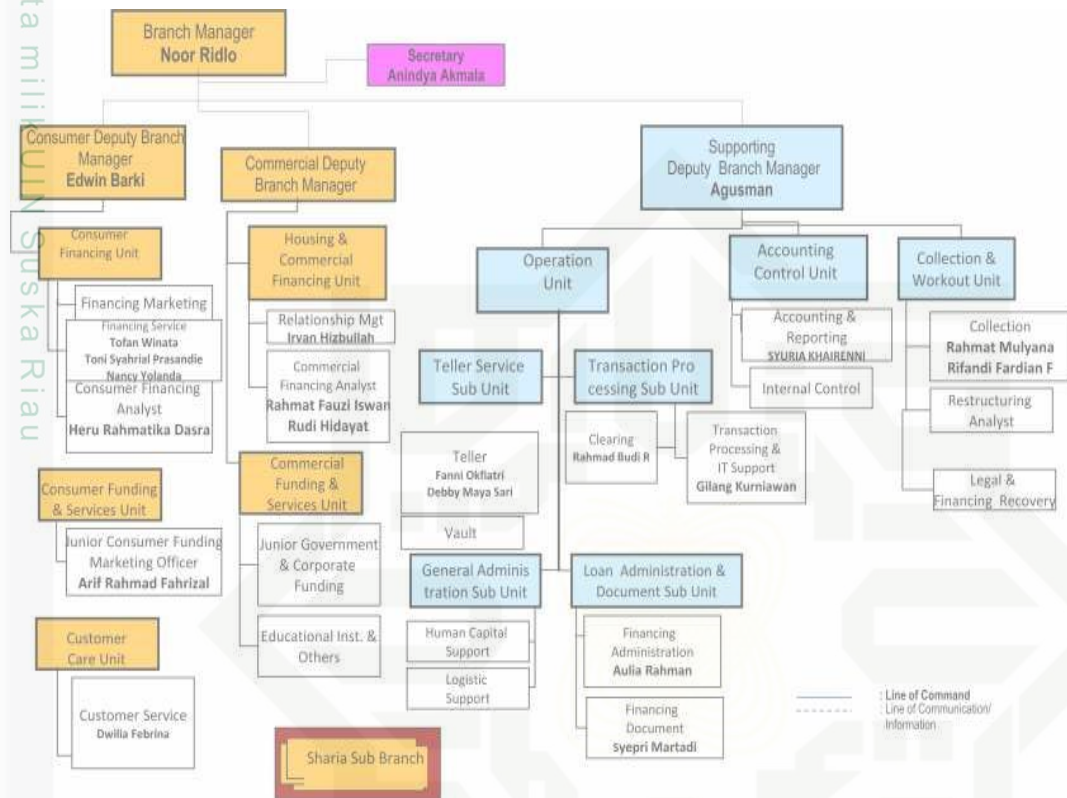 ta milik UIN Suska Riau
Branch Manager
Noor Ridlo
Secretary
Anindya Akmala
Consumer Deputy Branch
Manager
Edwin Barki
Commercial Deputy
Branch Manager
Supporting
Deputy Branch Manager
Agusman
Consumer
Financing Unit
Financing Marketing
Financing Service
Tofan Winata
Toni Syahrial Prasandie
Nancy Yolanda
Consumer Financing
Analyst
Heru Rahmatika Dasra
Consumer Funding
& Services Unit
Junior Consumer Funding
Marketing Officer
Arif Rahmad Fahrizal
Customer
Care Unit
Customer Service
Dwilia Febrina
Housing &
Commercial
Financing Unit
Relationship Mgt
Irvan Hizbullah
Commercial
Financing Analyst
Rahmat Fauzi Iswan
Rudi Hidayat
Commercial
Funding &
Services Unit
Junior Government
& Corporate
Funding
Educational Inst. &
Others
Sharia Sub Branch
Operation
Unit
Teller Service
Sub Unit
Teller
Fanni Okfiatri
Debby Maya Sari
Vault
Transaction Pro
cessing Sub Unit
Clearing
Rahmad Budi R
Transaction
Processing &
IT Support
Gilang Kurniawan
General Adminis
tration Sub Unit
Human Capital
Support
Logistic
Support
Loan Administration &
Document Sub Unit
Financing
Administration
Aulia Rahman
Financing
Document
Syepri Martadi
Accounting
Control Unit
Accounting &
Reporting
SYURIA KHAIRENNI
Internal Control
Collection &
Workout Unit
Collection
Rahmat Mulyana
Rifandi Fardian F
Restructuring
Analyst
Legal &
Financing Recovery
: Line of Command
: Line of Communication/
Information